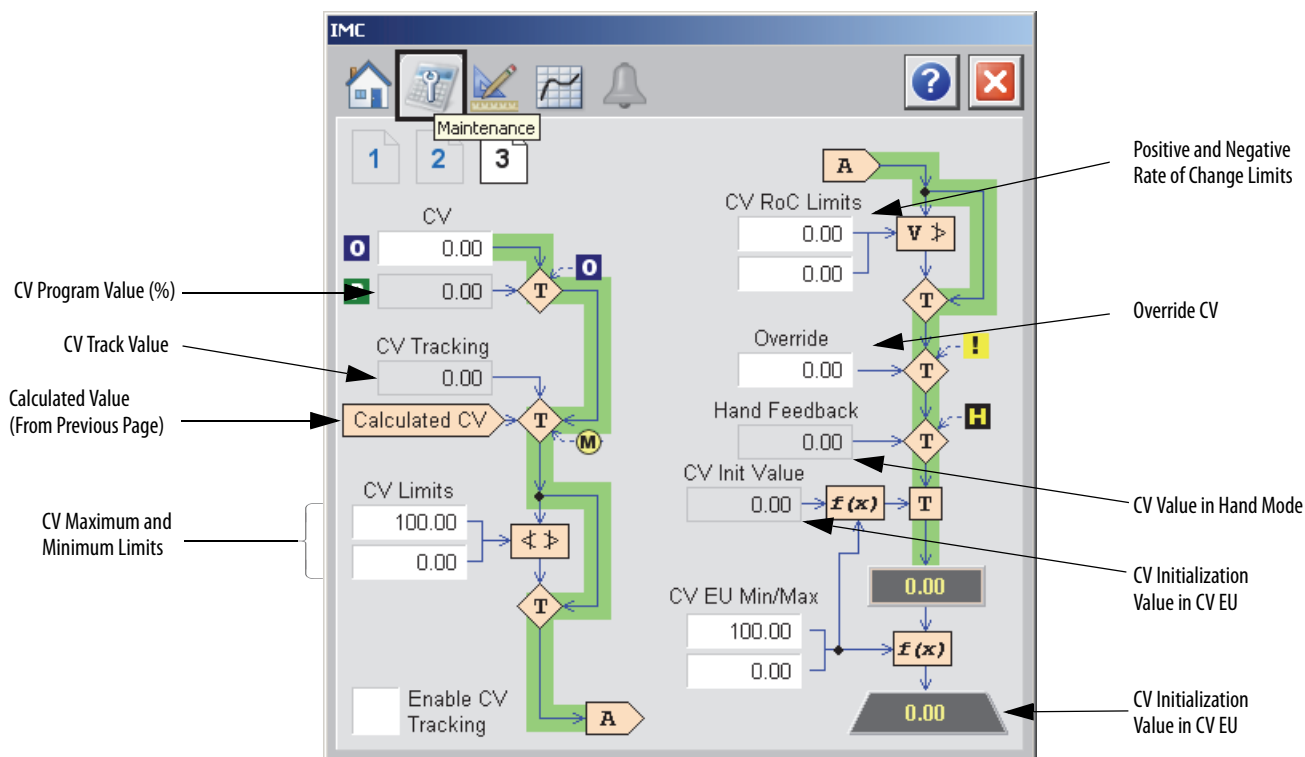 IMC
Maintenance
1
2
3
CV
O
0.00
O
0.00
T
CV Program Value (%)
CV Tracking
0.00
CV Track Value
Calculated CV
T
M
Calculated Value
(From Previous Page)
CV Limits
100.00
0.00
CV Maximum and
Minimum Limits
T
Enable CV
Tracking
A
A
CV RoC Limits
0.00
0.00
V
T
Positive and Negative
Rate of Change Limits
Override
0.00
T
!
Override CV
Hand Feedback
0.00
T
H
CV Value in Hand Mode
CV Init Value
0.00
f(x)
T
CV Initialization
Value in CV EU
0.00
CV EU Min/Max
100.00
0.00
f(x)
0.00
CV Initialization
Value in CV EU